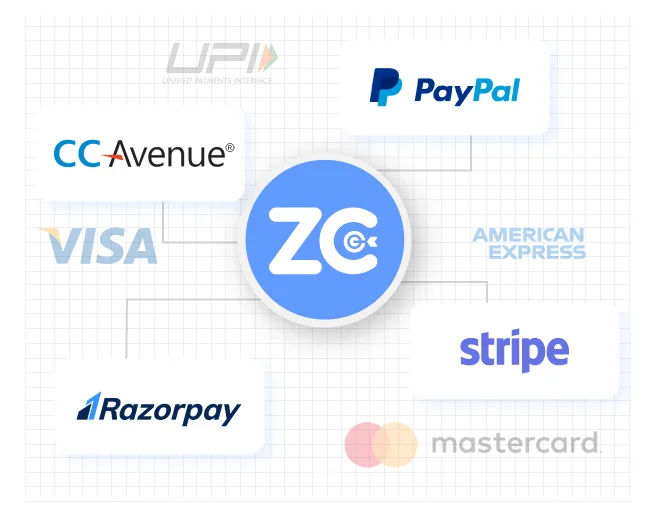 UPI
UNIFIED PAYMENTS INTERFACE
PayPal
CCAvenue®
ZC
VISA
AMERICAN
EXPRESS
stripe
Razorpay
mastercard.